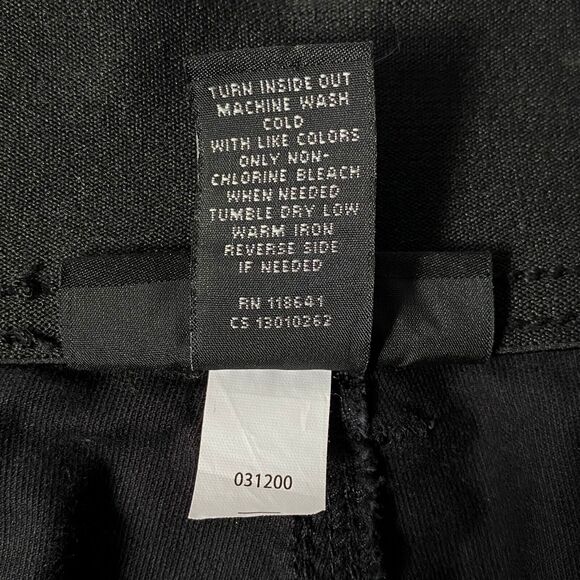 TURN INSIDE OUT
MACHINE WASH
COLD
WITH LIKE COLORS
ONLY NON-
CHLORINE BLEACH
WHEN NEEDED
TUMBLE DRY LOW
WARM IRON
REVERSE SIDE
IF NEEDED
RN 118641
CS 13010262
031200